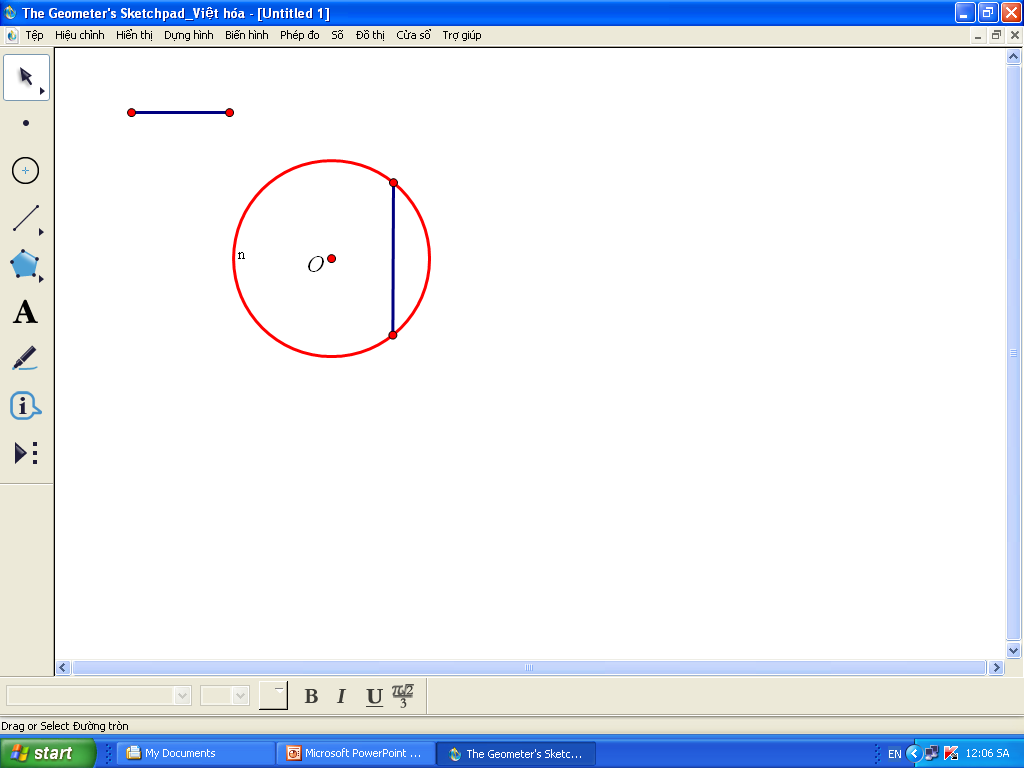 The Geometer's Sketchpad_Việt hóa - [Untitled 1]
Tệp Hiệu chỉnh Hiển thị Dựng hình Biến hình Phép đo Số Đồ thị Cửa sổ Trợ giúp
n
O
A
B I U π√2/3
Drag or Select Đường tròn
start My Documents Microsoft PowerPoint ... The Geometer's Sketc... EN 12:06 SA